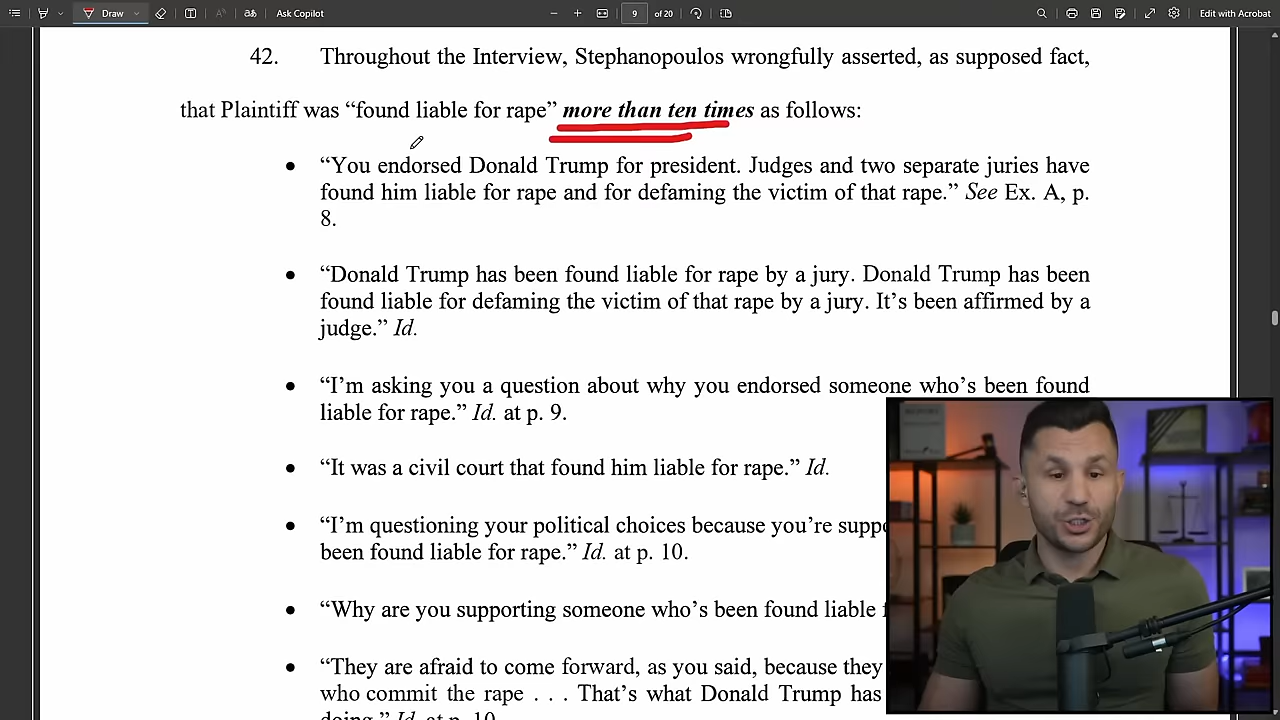 Draw
Ask Copilot
9 of 20
Edit with Acrobat
42. Throughout the Interview, Stephanopoulos wrongfully asserted, as supposed fact,
that Plaintiff was “found liable for rape” more than ten times as follows:
• “You endorsed Donald Trump for president. Judges and two separate juries have
found him liable for rape and for defaming the victim of that rape.” See Ex. A, p.
8.
• “Donald Trump has been found liable for rape by a jury. Donald Trump has been
found liable for defaming the victim of that rape by a jury. It’s been affirmed by a
judge.” Id.
• “I’m asking you a question about why you endorsed someone who’s been found
liable for rape.” Id. at p. 9.
• “It was a civil court that found him liable for rape.” Id.
• “I’m questioning your political choices because you’re
been found liable for rape.” Id. at p. 10.
• “Why are you supporting someone who’s been found liable
• “They are afraid to come forward, as you said, because they
who commit the rape . . . That’s what Donald Trump has
doing.” Id. at p. 10.